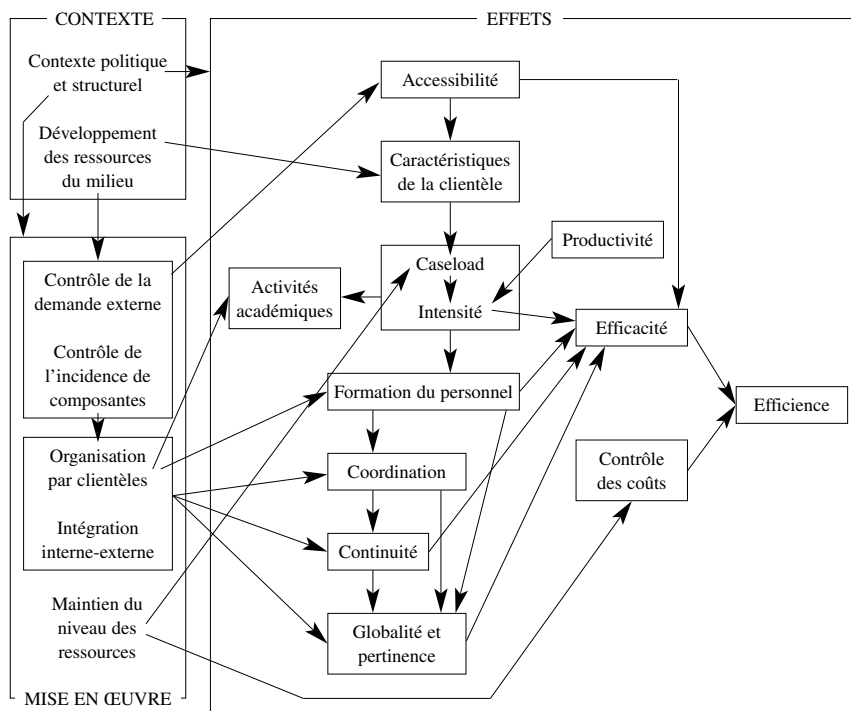 CONTEXTE
Contexte politique
et structurel
Développement
des ressources
du milieu
Contrôle de la
demande externe
Contrôle de
l'incidence de
composantes
Organisation
par clientèles
Intégration
interne-externe
Maintien du
niveau des
ressources
MISE EN ŒUVRE
EFFETS
Accessibilité
Caractéristiques
de la clientèle
Productivité
Caseload
Intensité
Activités
académiques
Efficacité
Formation du personnel
Efficience
Coordination
Contrôle
des coûts
Continuité
Globalité et
pertinence